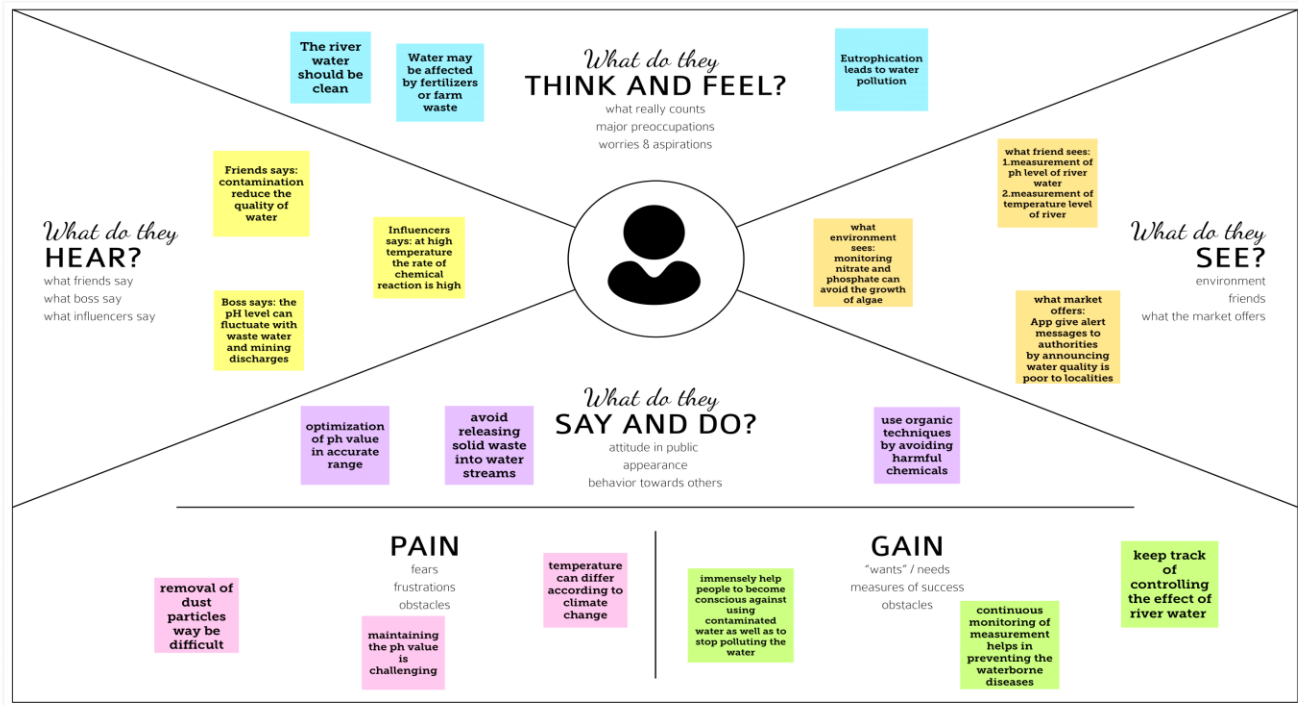 The river
water
should be
clean
Water may
be affected
by fertilizers
or farm
waste
What do they
THINK AND FEEL?
what really counts
major preoccupations
worries & aspirations
Eutrophication
leads to water
pollution
What do they
HEAR?
what friends say
what boss say
what influencers say
Friends says:
contamination
reduce the
quality of
water
Influencers
says: at high
temperature
the rate of
chemical
reaction is high
Boss says: the
pH level can
fluctuate with
waste water
and mining
discharges
what
environment
sees:
monitoring
nitrate and
phosphate can
avoid the growth
of algae
what friend sees:
1.measurement of
ph level of river
water
2.measurement of
temperature level
of river
What do they
SEE?
environment
friends
what the market offers
what market
offers:
App give alert
messages to
authorities
by announcing
water quality is
poor to localities
optimization
of ph value
in accurate
range
avoid
releasing
solid waste
into water
streams
What do they
SAY AND DO?
attitude in public
appearance
behavior towards others
use organic
techniques
by avoiding
harmful
chemicals
PAIN
fears
frustrations
obstacles
removal of
dust
particles
way be
difficult
maintaining
the ph value
is
challenging
temperature
can differ
according to
climate
change
GAIN
"wants" / needs
measures of success
obstacles
immensely help
people to become
conscious against
using
contaminated
water as well as to
stop polluting the
water
continuous
monitoring of
measurement
helps in
preventing the
waterborne
diseases
keep track
of
controlling
the effect of
river water